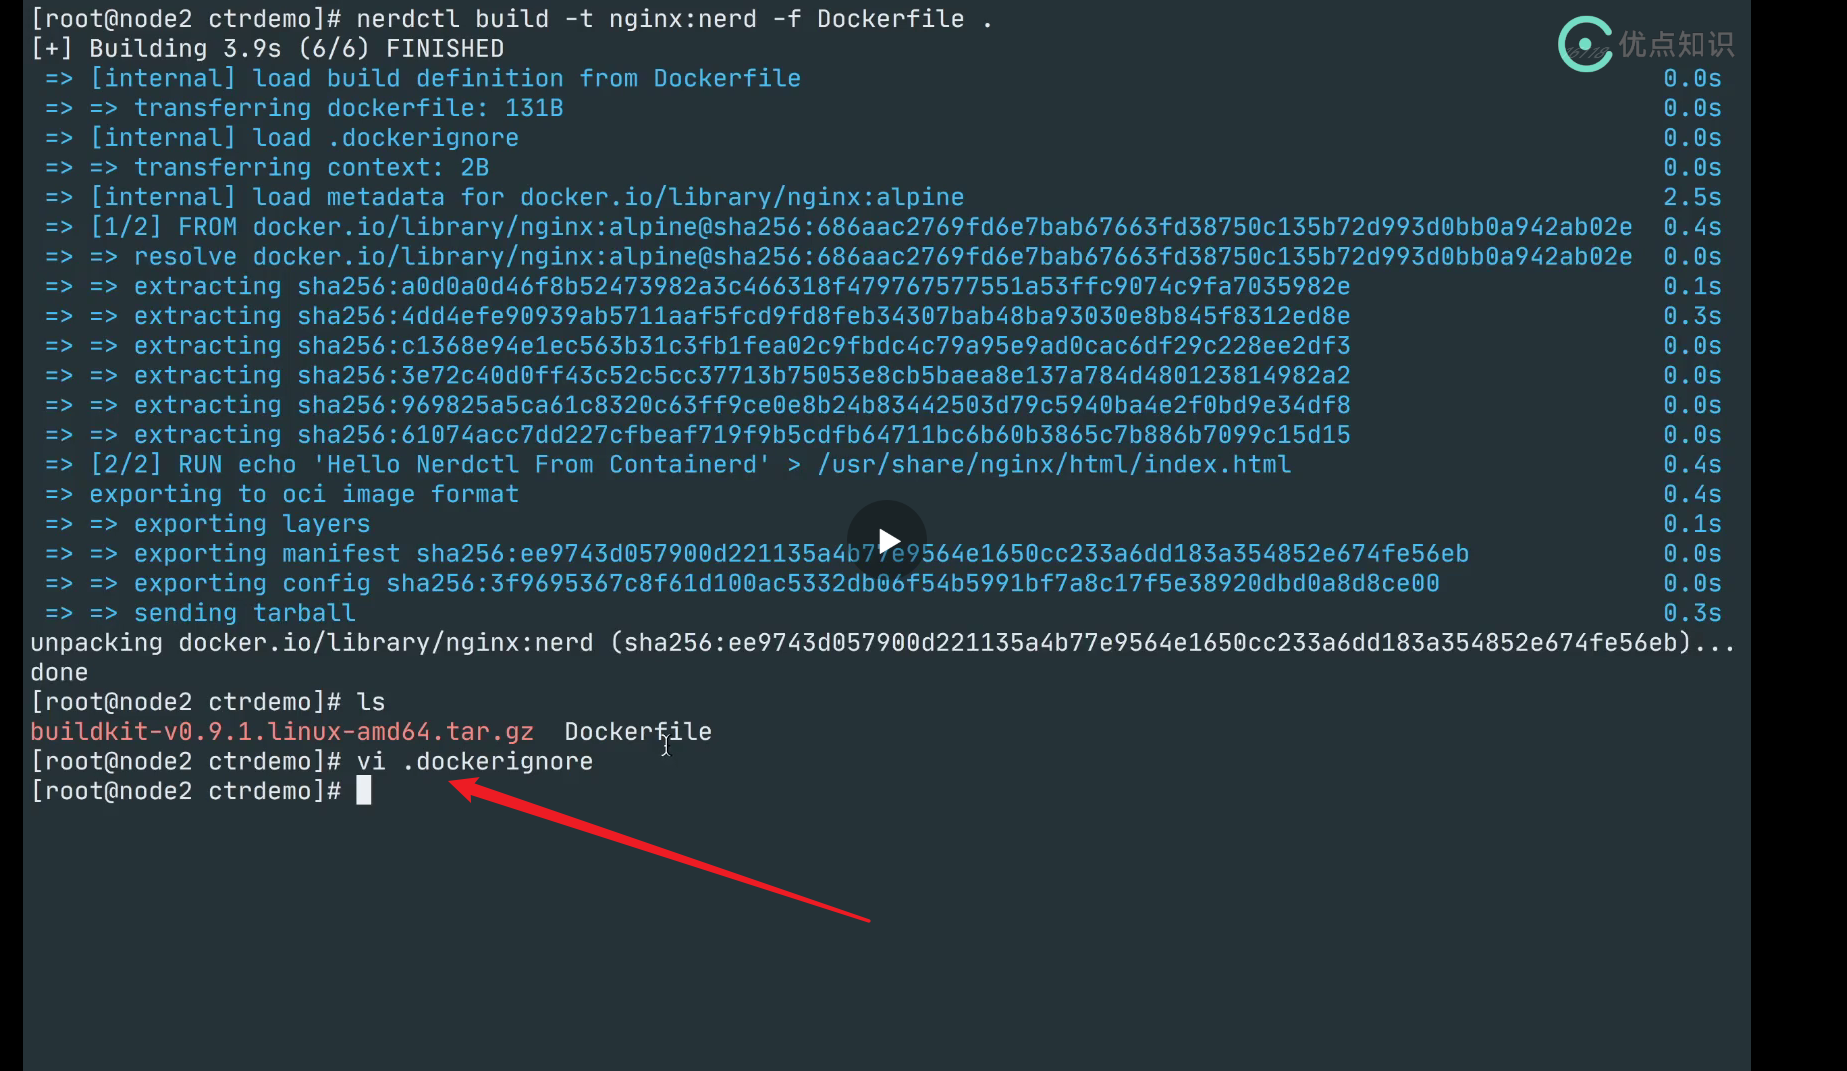 [root@node2 ctrdemo]# nerdctl build -t nginx:nerd -f Dockerfile .
[+] Building 3.9s (6/6) FINISHED
=> [internal] load build definition from Dockerfile 0.0s
=> => transferring dockerfile: 131B 0.0s
=> [internal] load .dockerignore 0.0s
=> => transferring context: 2B 0.0s
=> [internal] load metadata for docker.io/library/nginx:alpine 2.5s
=> [1/2] FROM docker.io/library/nginx:alpine@sha256:686aac2769fd6e7bab67663fd38750c135b72d993d0bb0a942ab02e 0.4s
=> => resolve docker.io/library/nginx:alpine@sha256:686aac2769fd6e7bab67663fd38750c135b72d993d0bb0a942ab02e 0.0s
=> => extracting sha256:a0d0a0d46f8b52473982a3c466318f479767577551a53ffc9074c9fa7035982e 0.1s
=> => extracting sha256:4dd4efe90939ab5711aaf5fcd9fd8feb34307bab48ba93030e8b845f8312ed8e 0.3s
=> => extracting sha256:c1368e94e1ec563b31c3fb1fea02c9fbdc4c79a95e9ad0cac6df29c228ee2df3 0.0s
=> => extracting sha256:3e72c40d0ff43c52c5cc37713b75053e8cb5baea8e137a784d480123814982a2 0.0s
=> => extracting sha256:969825a5ca61c8320c63ff9ce0e8b24b83442503d79c5940ba4e2f0bd9e34df8 0.0s
=> => extracting sha256:61074acc7dd227cfbeaf719f9b5cdfb64711bc6b60b3865c7b886b7099c15d15 0.0s
=> [2/2] RUN echo 'Hello Nerdctl From Containerd' > /usr/share/nginx/html/index.html 0.4s
=> exporting to oci image format 0.4s
=> => exporting layers 0.1s
=> => exporting manifest sha256:ee9743d057900d221135a4b77e9564e1650cc233a6dd183a354852e674fe56eb 0.0s
=> => exporting config sha256:3f9695367c8f61d100ac5332db06f54b5991bf7a8c17f5e38920dbd0a8d8ce00 0.0s
=> => sending tarball 0.3s
unpacking docker.io/library/nginx:nerd (sha256:ee9743d057900d221135a4b77e9564e1650cc233a6dd183a354852e674fe56eb)...
done
[root@node2 ctrdemo]# ls
buildkit-v0.9.1.linux-amd64.tar.gz Dockerfile
[root@node2 ctrdemo]# vi .dockerignore
[root@node2 ctrdemo]#
优点知识